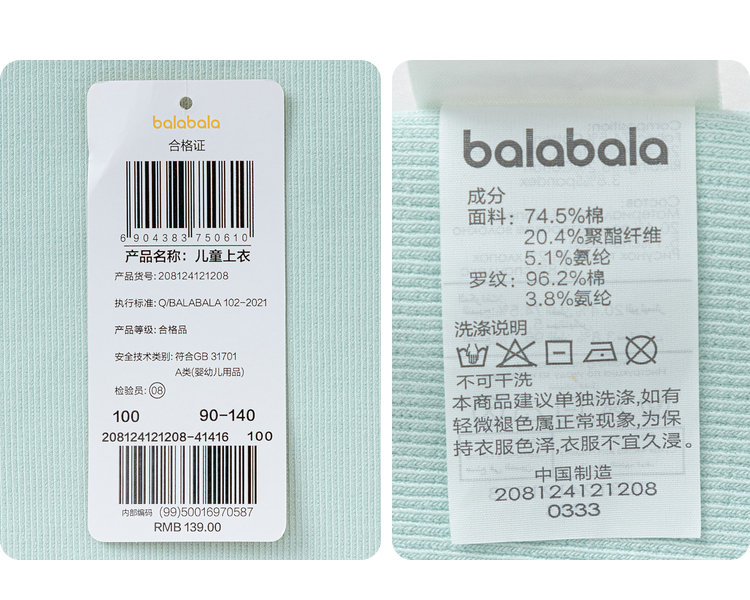 balabala
合格证
6 904383 750610
产品名称: 儿童上衣
产品货号: 208124121208
执行标准: Q/BALABALA 102-2021
产品等级: 合格品
安全技术类别: 符合GB 31701
A类(婴幼儿用品)
检验员: 08
100 90-140
208124121208-41416 100
内部编码 (99)50016970587
RMB 139.00
balabala
成分
面料: 74.5%棉
20.4%聚酯纤维
5.1%氨纶
罗纹: 96.2%棉
3.8%氨纶
洗涤说明
不可干洗
本商品建议单独洗涤,如有
轻微褪色属正常现象,为保
持衣服色泽,衣服不宜久浸。
中国制造
208124121208
0333